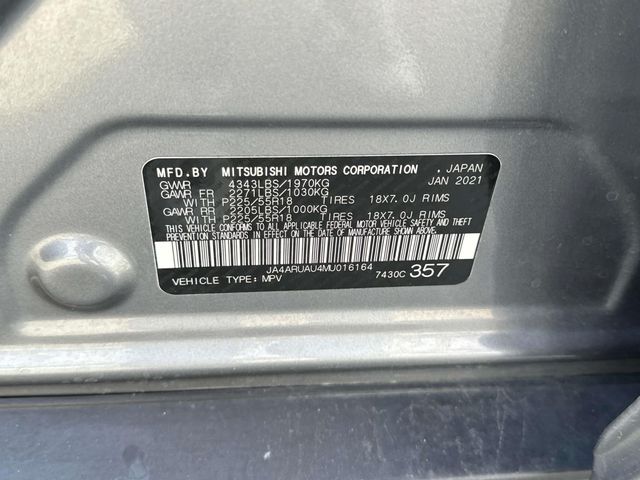 MFD.BY MITSUBISHI MOTORS CORPORATION , JAPAN
GVWR 4343LBS/1970KG JAN 2021
GAWR FR 2271LBS/1030KG
WITH P225/55R18 TIRES 18X7.0J RIMS
GAWR RR 2205LBS/1000KG
WITH P225/55R18 TIRES 18X7.0J RIMS
THIS VEHICLE CONFORMS TO ALL APPLICABLE FEDERAL MOTOR VEHICLE SAFETY AND THEFT
PREVENTION STANDARDS IN EFFECT ON THE DATE OF MANUFACTURE SHOWN ABOVE.
JA4ARUAU4MU016164
VEHICLE TYPE: MPV 7430C 357